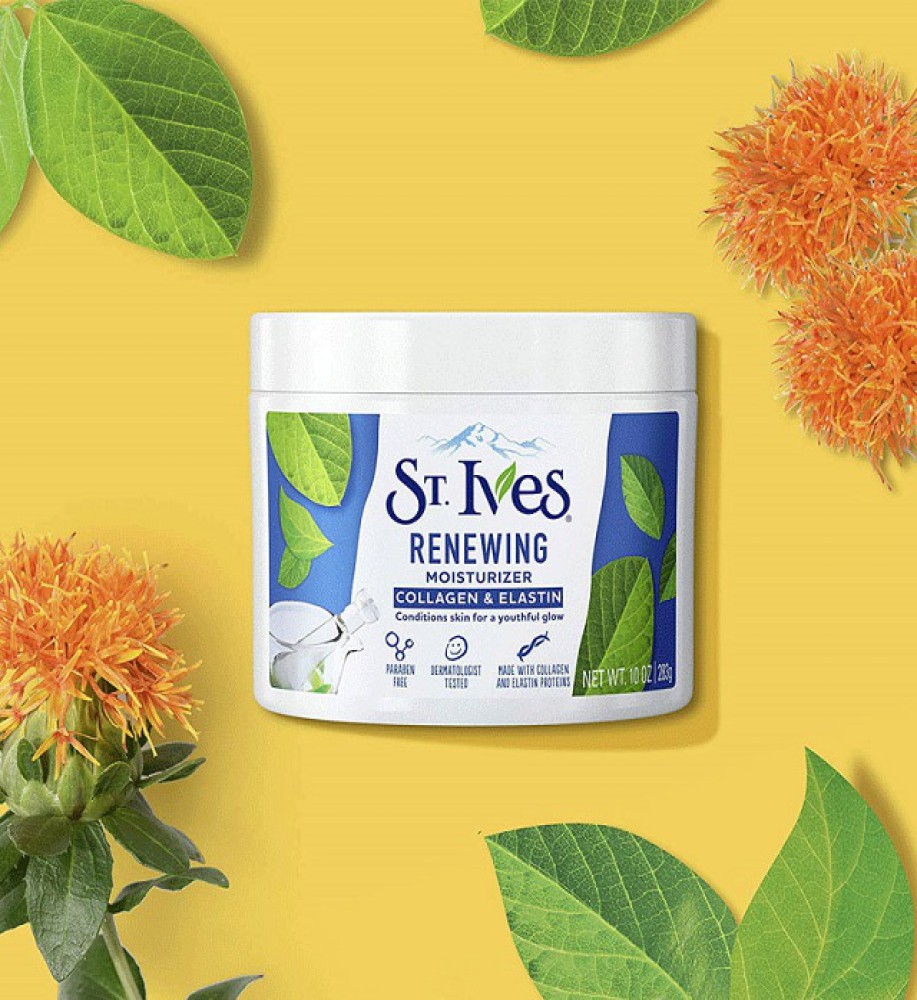 ST. Ives®
RENEWING
MOISTURIZER
COLLAGEN & ELASTIN
Conditions skin for a youthful glow
PARABEN
FREE
DERMATOLOGIST
TESTED
MADE WITH COLLAGEN
AND ELASTIN PROTEINS
NET WT. 10 OZ | 283g